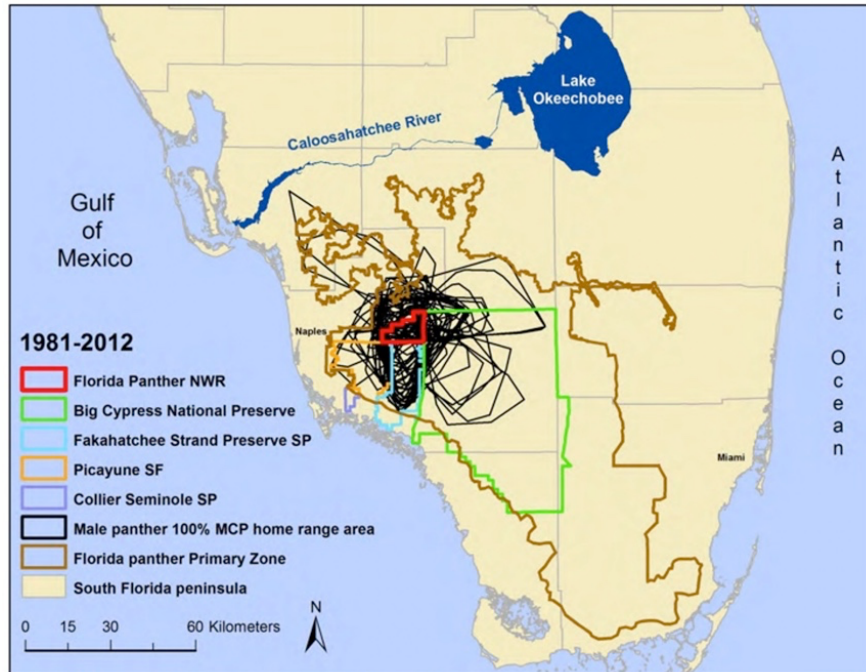 Lake
Okeechobee
Caloosahatchee River
Gulf
of
Mexico
Atlantic Ocean
Naples
Miami
1981-2012
Florida Panther NWR
Big Cypress National Preserve
Fakahatchee Strand Preserve SP
Picayune SF
Collier Seminole SP
Male panther 100% MCP home range area
Florida panther Primary Zone
South Florida peninsula
N
0 15 30 60 Kilometers